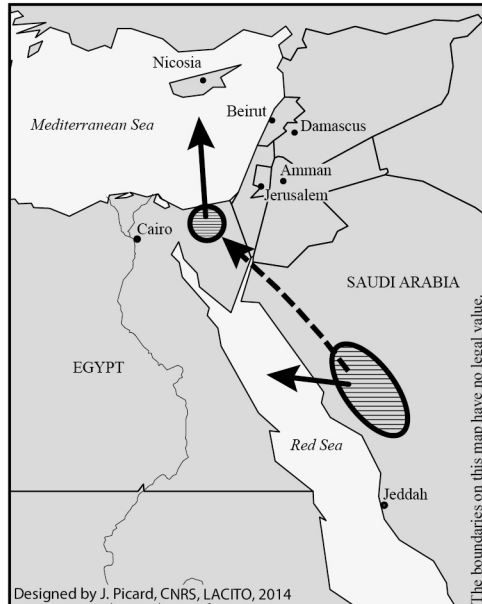 Nicosia
Mediterranean Sea
Beirut
Damascus
Amman
Jerusalem
Cairo
SAUDI ARABIA
EGYPT
Red Sea
Jeddah
The boundaries on this map have no legal value.
Designed by J. Picard, CNRS, LACITO, 2014